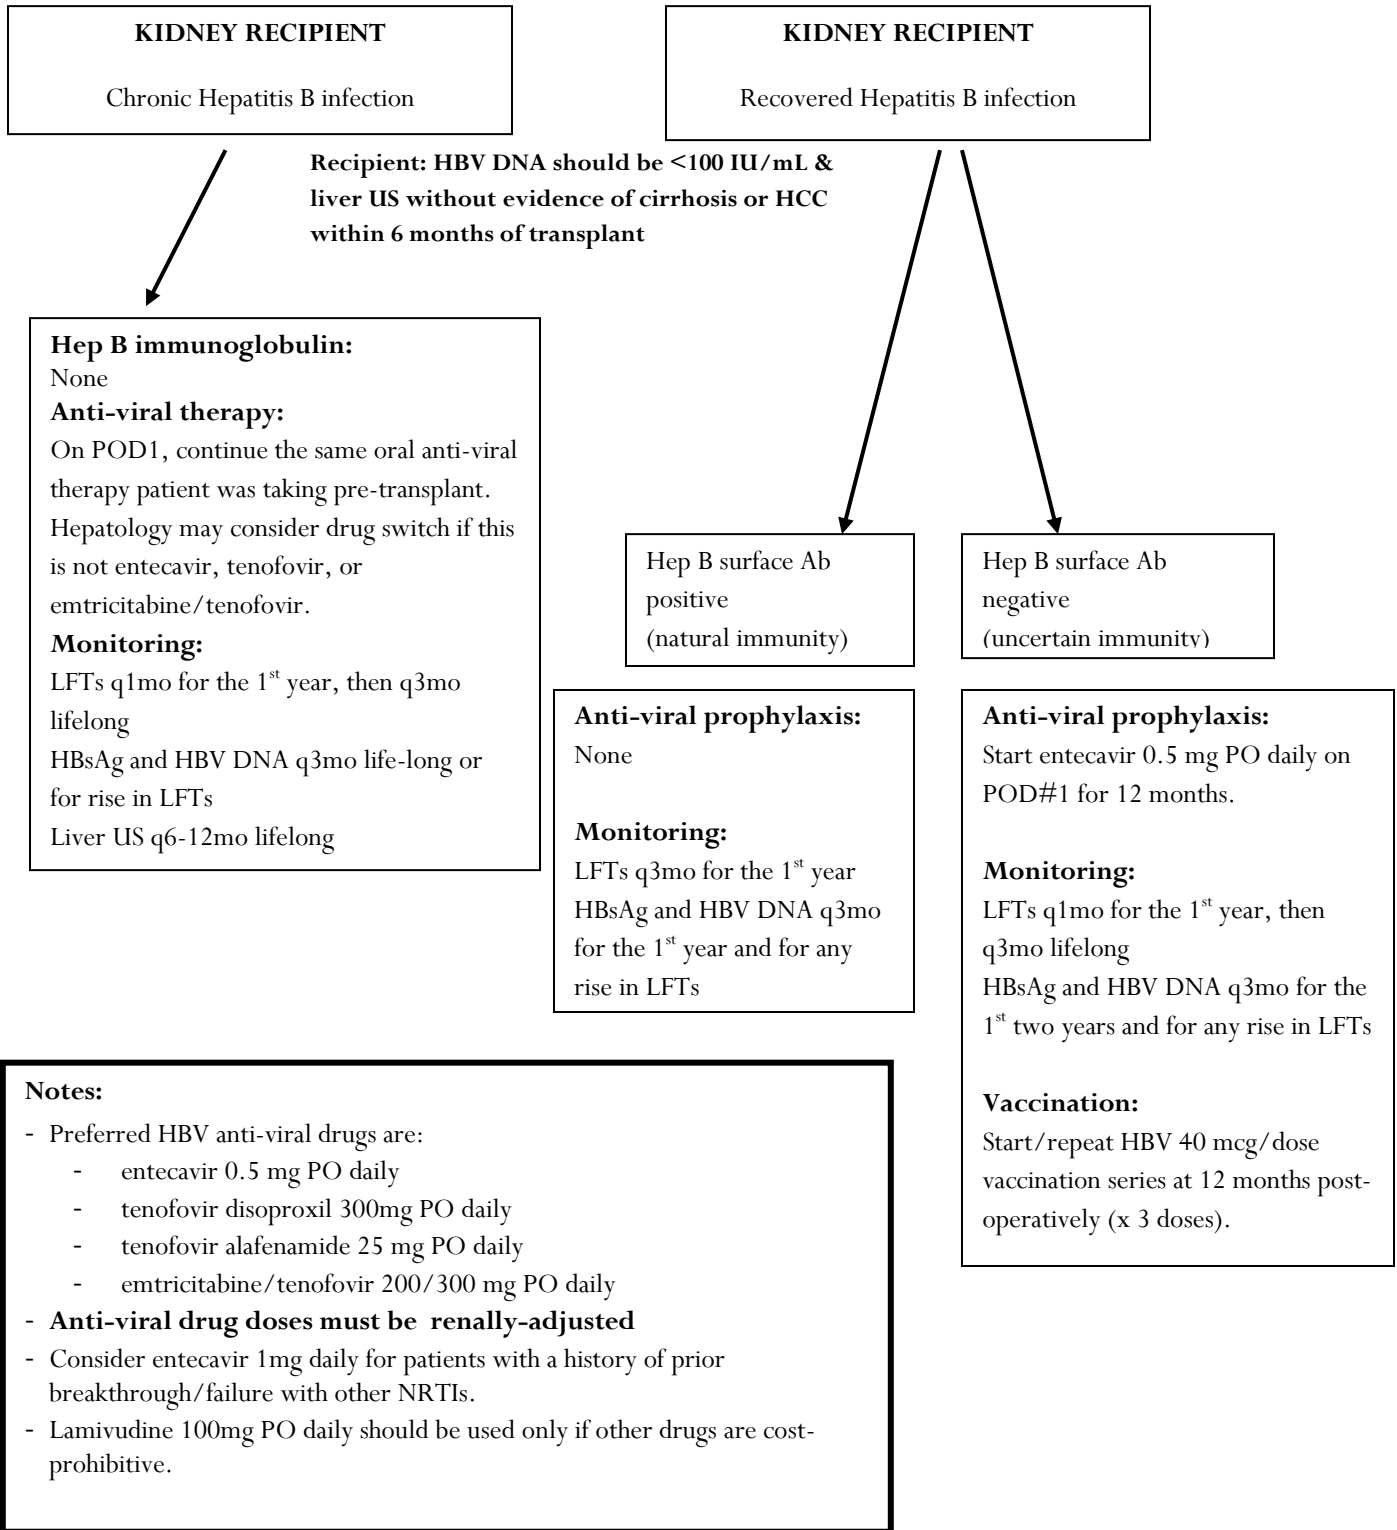 KIDNEY RECIPIENT
Chronic Hepatitis B infection
KIDNEY RECIPIENT
Recovered Hepatitis B infection
Recipient: HBV DNA should be <100 IU/mL &
liver US without evidence of cirrhosis or HCC
within 6 months of transplant
Hep B immunoglobulin:
None
Anti-viral therapy:
On POD1, continue the same oral anti-viral
therapy patient was taking pre-transplant.
Hepatology may consider drug switch if this
is not entecavir, tenofovir, or
emtricitabine/tenofovir.
Monitoring:
LFTs q1mo for the 1st year, then q3mo
lifelong
HBsAg and HBV DNA q3mo life-long or
for rise in LFTs
Liver US q6-12mo lifelong
Hep B surface Ab
positive
(natural immunity)
Hep B surface Ab
negative
(uncertain immunity)
Anti-viral prophylaxis:
None
Monitoring:
LFTs q3mo for the 1st year
HBsAg and HBV DNA q3mo
for the 1st year and for any
rise in LFTs
Anti-viral prophylaxis:
Start entecavir 0.5 mg PO daily on
POD#1 for 12 months.
Monitoring:
LFTs q1mo for the 1st year, then
q3mo lifelong
HBsAg and HBV DNA q3mo for the
1st two years and for any rise in LFTs
Vaccination:
Start/repeat HBV 40 mcg/dose
vaccination series at 12 months post-
operatively (x 3 doses).
Notes:
- Preferred HBV anti-viral drugs are:
- entecavir 0.5 mg PO daily
- tenofovir disoproxil 300mg PO daily
- tenofovir alafenamide 25 mg PO daily
- emtricitabine/tenofovir 200/300 mg PO daily
- Anti-viral drug doses must be renally-adjusted
- Consider entecavir 1mg daily for patients with a history of prior
breakthrough/failure with other NRTIs.
- Lamivudine 100mg PO daily should be used only if other drugs are cost-
prohibitive.